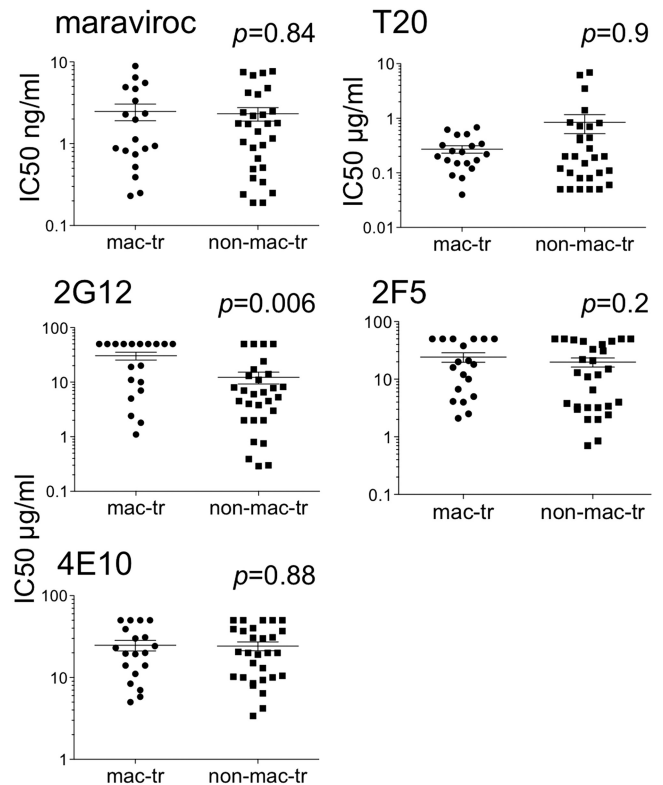 maraviroc
p=0.84
IC50 ng/ml
10
1
0.1
mac-tr non-mac-tr
T20
p=0.9
IC50 µg/ml
10
1
0.1
0.01
mac-tr non-mac-tr
2G12
p=0.006
100
10
1
0.1
mac-tr non-mac-tr
2F5
p=0.2
100
10
1
0.1
mac-tr non-mac-tr
IC50 µg/ml
4E10
p=0.88
100
10
1
mac-tr non-mac-tr